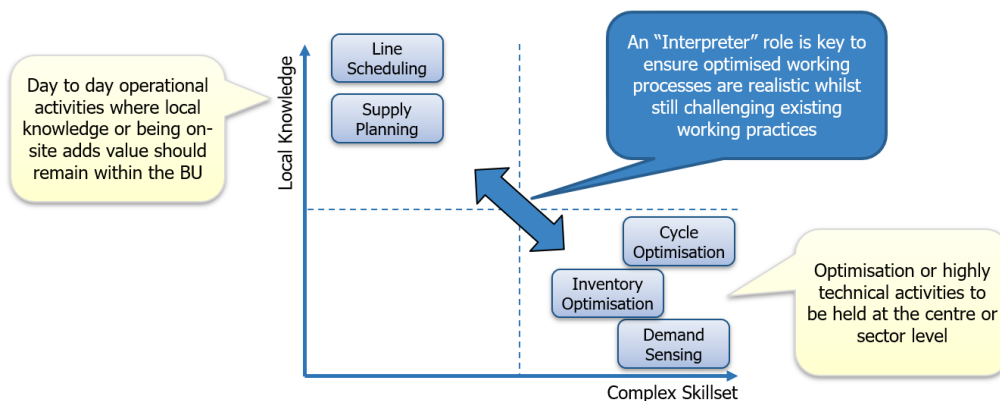 Day to day operational
activities where local
knowledge or being on-
site adds value should
remain within the BU
Local Knowledge
Line
Scheduling
Supply
Planning
An “Interpreter” role is key to
ensure optimised working
processes are realistic whilst
still challenging existing
working practices
Cycle
Optimisation
Inventory
Optimisation
Demand
Sensing
Optimisation or highly
technical activities to
be held at the centre or
sector level
Complex Skillset